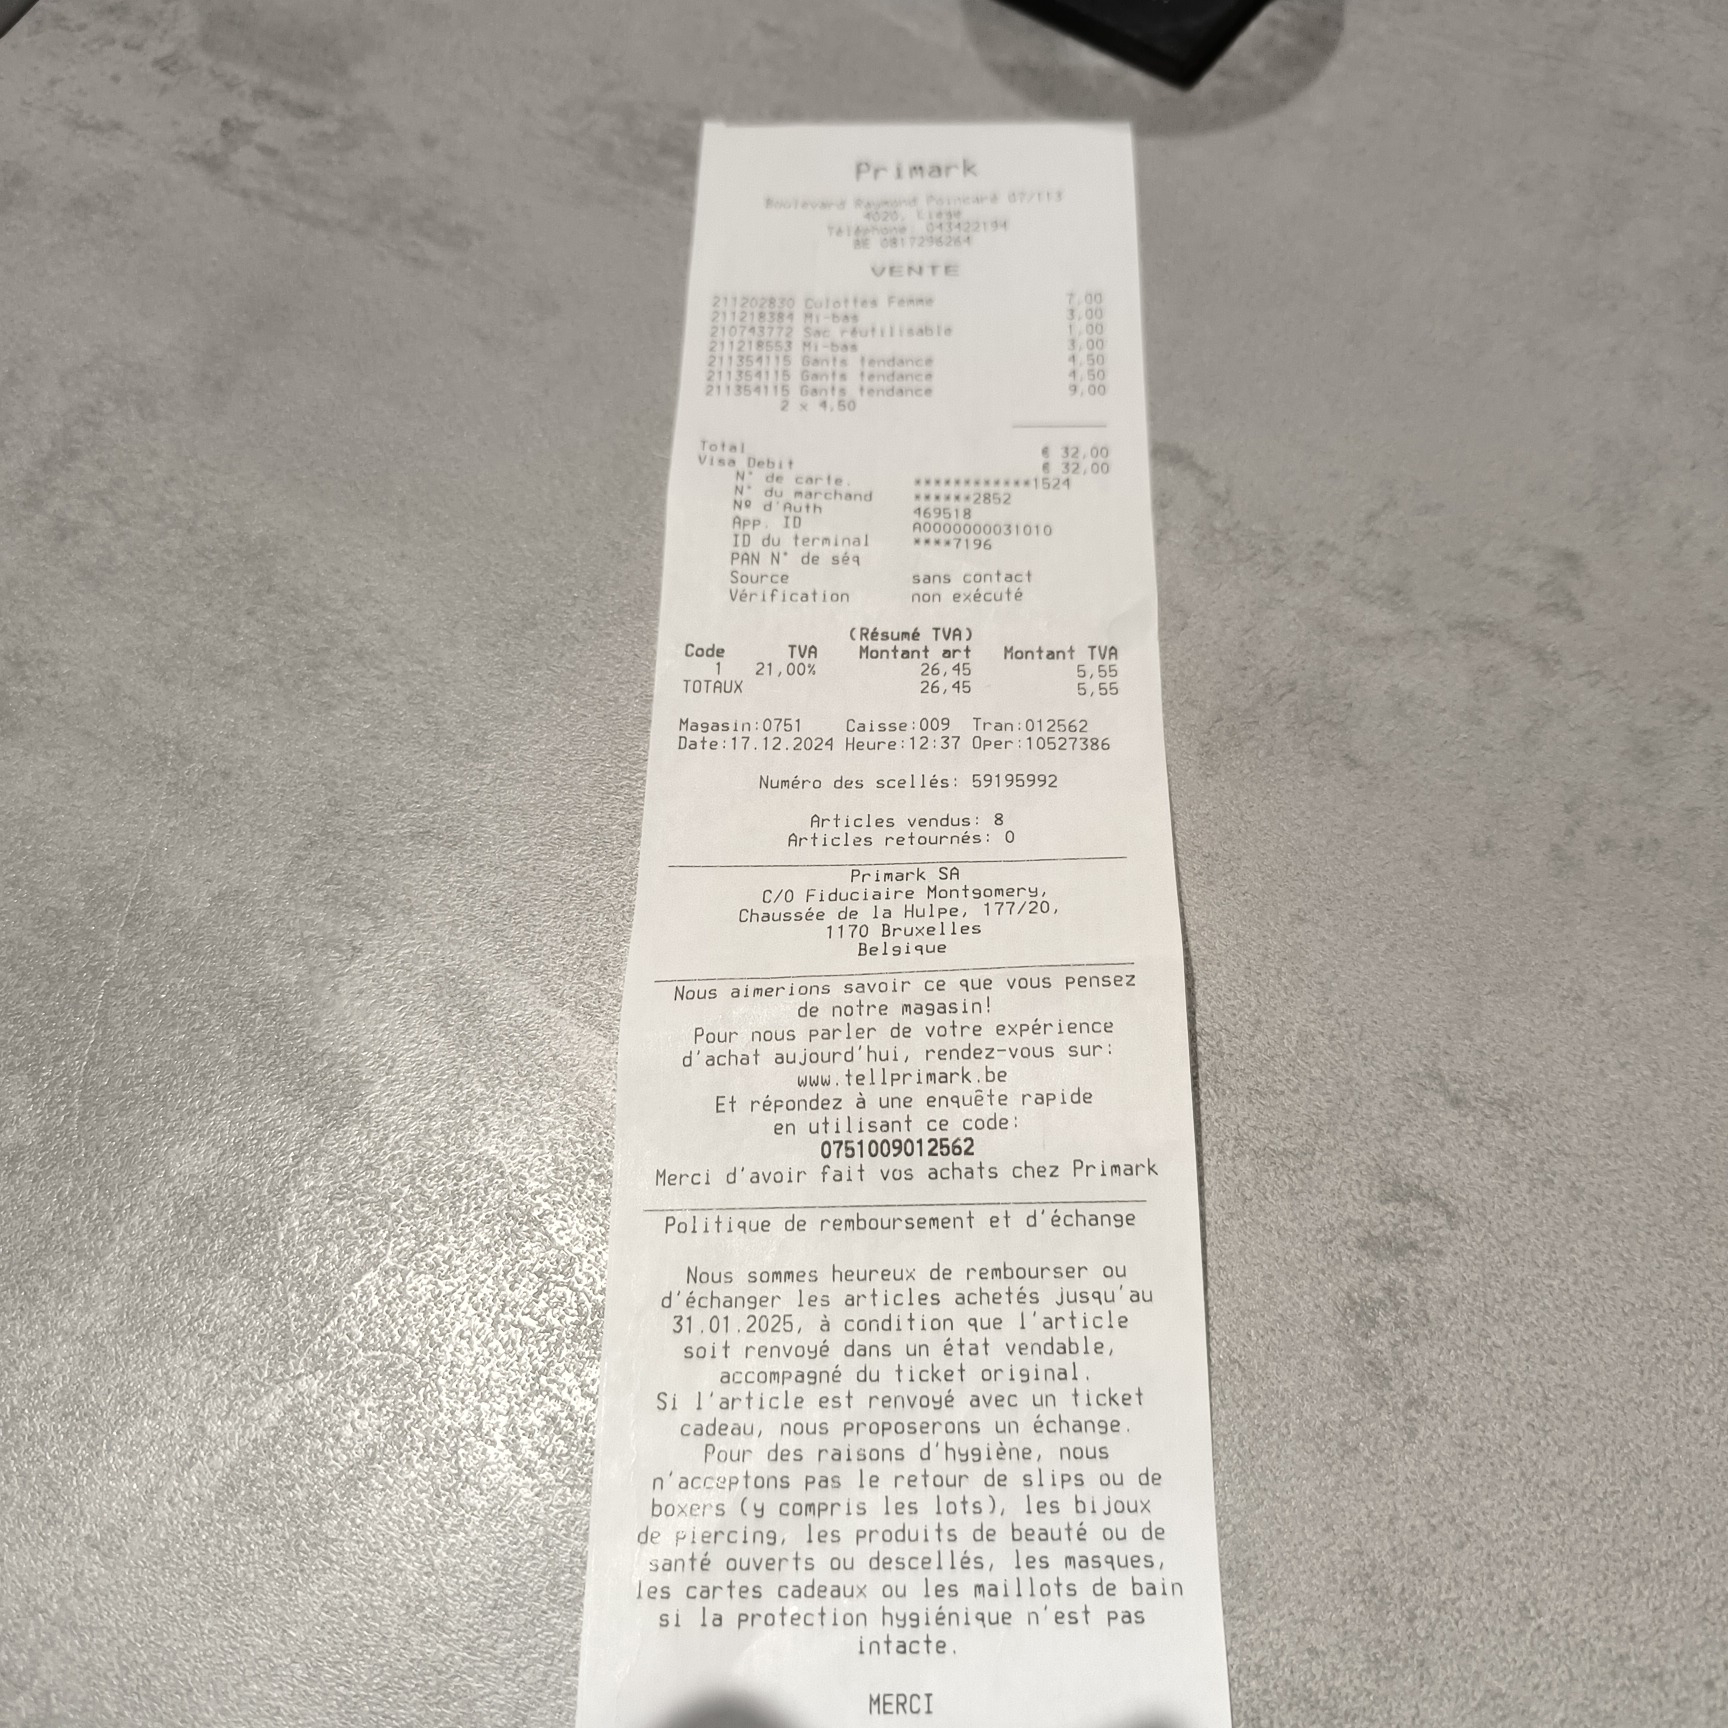 Primark
Boulevard Raymond Poincaré 07/113
4020, Liège
Téléphone: 043422194
BE 0817296264
VENTE
211202830 Culottes Femme 7,00
211218384 Mi-bas 3,00
210743772 Sac réutilisable 1,00
211218553 Mi-bas 3,00
211354115 Gants tendance 4,50
211354115 Gants tendance 4,50
211354115 Gants tendance 9,00
2 x 4,50
Total € 32,00
Visa Debit € 32,00
N° de carte. ************1524
N° du marchand ******2852
Nº d'Auth 469518
App. ID A0000000031010
ID du terminal ****7196
PAN N° de séq
Source sans contact
Vérification non exécuté
(Résumé TVA)
Code TVA Montant art Montant TVA
1 21,00% 26,45 5,55
TOTAUX 26,45 5,55
Magasin:0751 Caisse:009 Tran:012562
Date:17.12.2024 Heure:12:37 Oper:10527386
Numéro des scellés: 59195992
Articles vendus: 8
Articles retournés: 0
Primark SA
C/O Fiduciaire Montgomery,
Chaussée de la Hulpe, 177/20,
1170 Bruxelles
Belgique
Nous aimerions savoir ce que vous pensez
de notre magasin!
Pour nous parler de votre expérience
d'achat aujourd'hui, rendez-vous sur:
www.tellprimark.be
Et répondez à une enquête rapide
en utilisant ce code:
0751009012562
Merci d'avoir fait vos achats chez Primark
Politique de remboursement et d'échange
Nous sommes heureux de rembourser ou
d'échanger les articles achetés jusqu'au
31.01.2025, à condition que l'article
soit renvoyé dans un état vendable,
accompagné du ticket original.
Si l'article est renvoyé avec un ticket
cadeau, nous proposerons un échange.
Pour des raisons d'hygiène, nous
n'acceptons pas le retour de slips ou de
boxers (y compris les lots), les bijoux
de piercing, les produits de beauté ou de
santé ouverts ou descellés, les masques,
les cartes cadeaux ou les maillots de bain
si la protection hygiénique n'est pas
intacte.
MERCI